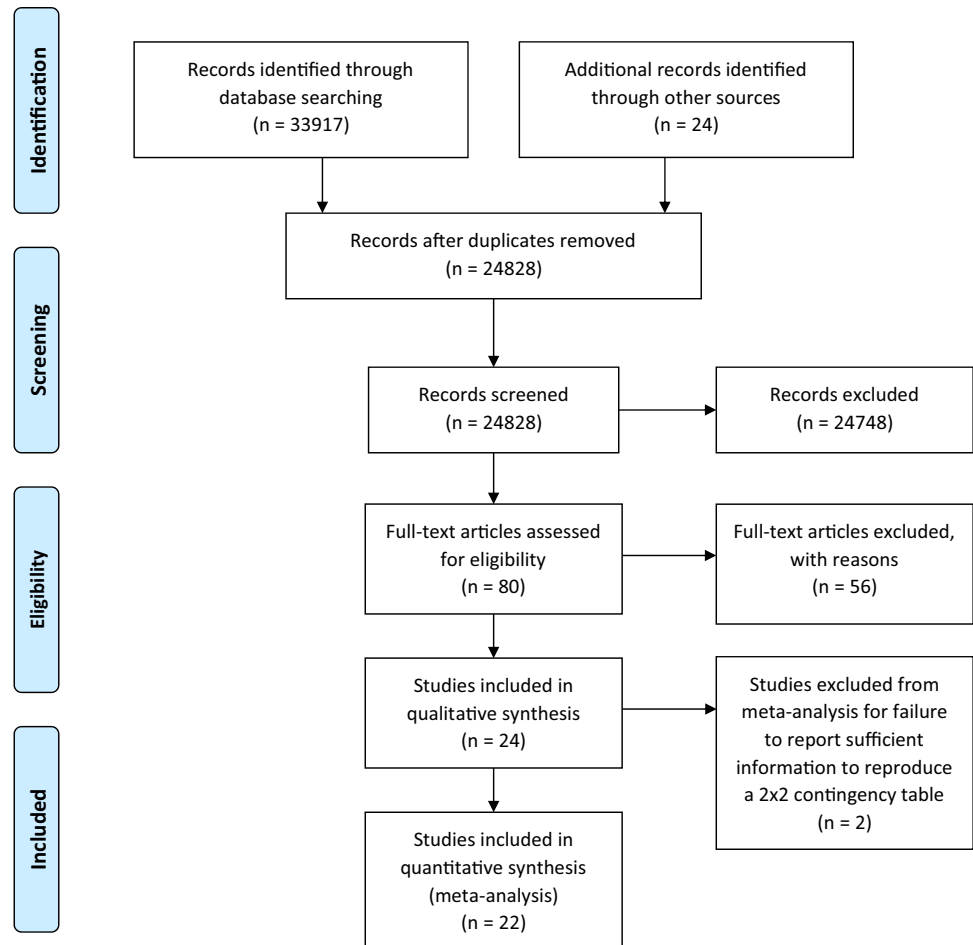 Identification
Records identified through
database searching
(n = 33917)
Additional records identified
through other sources
(n = 24)
Records after duplicates removed
(n = 24828)
Screening
Records screened
(n = 24828)
Records excluded
(n = 24748)
Eligibility
Full-text articles assessed
for eligibility
(n = 80)
Full-text articles excluded,
with reasons
(n = 56)
Studies included in
qualitative synthesis
(n = 24)
Studies excluded from
meta-analysis for failure
to report sufficient
information to reproduce
a 2x2 contingency table
(n = 2)
Included
Studies included in
quantitative synthesis
(meta-analysis)
(n = 22)